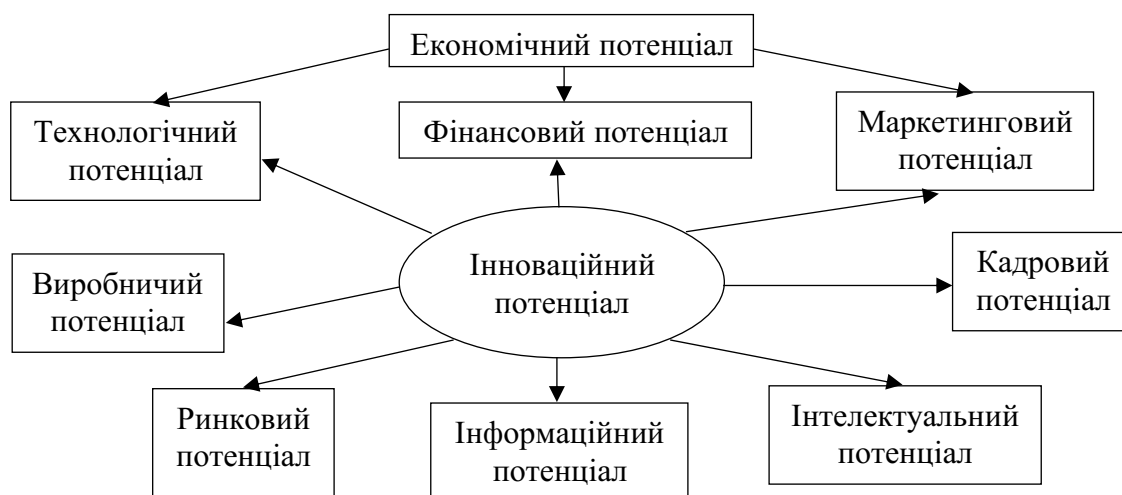 Економічний потенціал
Технологічний
потенціал
Фінансовий потенціал
Маркетинговий
потенціал
Виробничий
потенціал
Інноваційний
потенціал
Кадровий
потенціал
Ринковий
потенціал
Інформаційний
потенціал
Інтелектуальний
потенціал